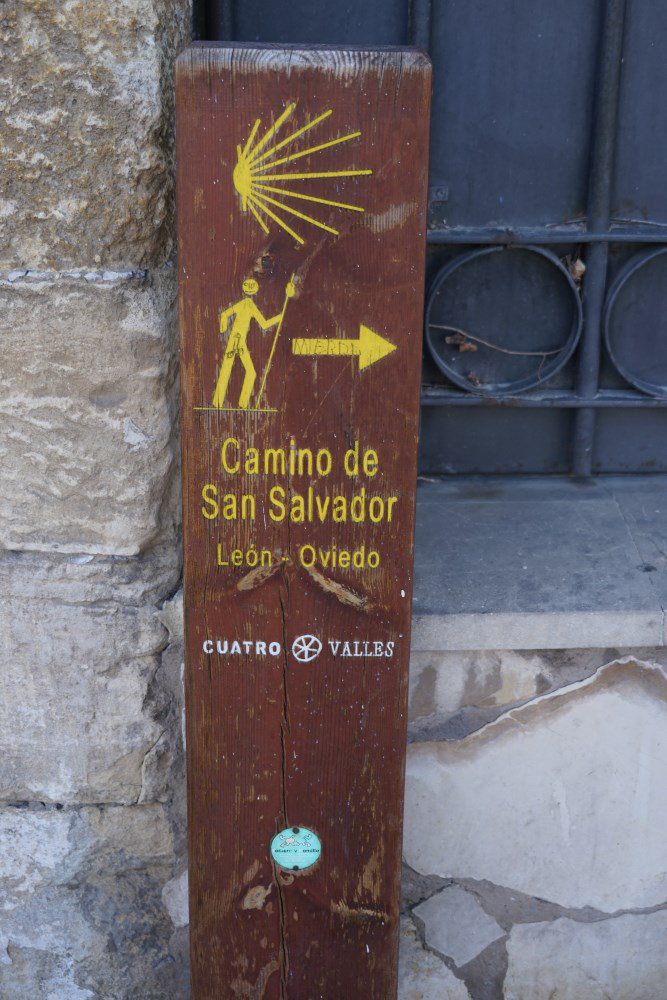 Camino de
San Salvador
León - Oviedo
CUATRO VALLES